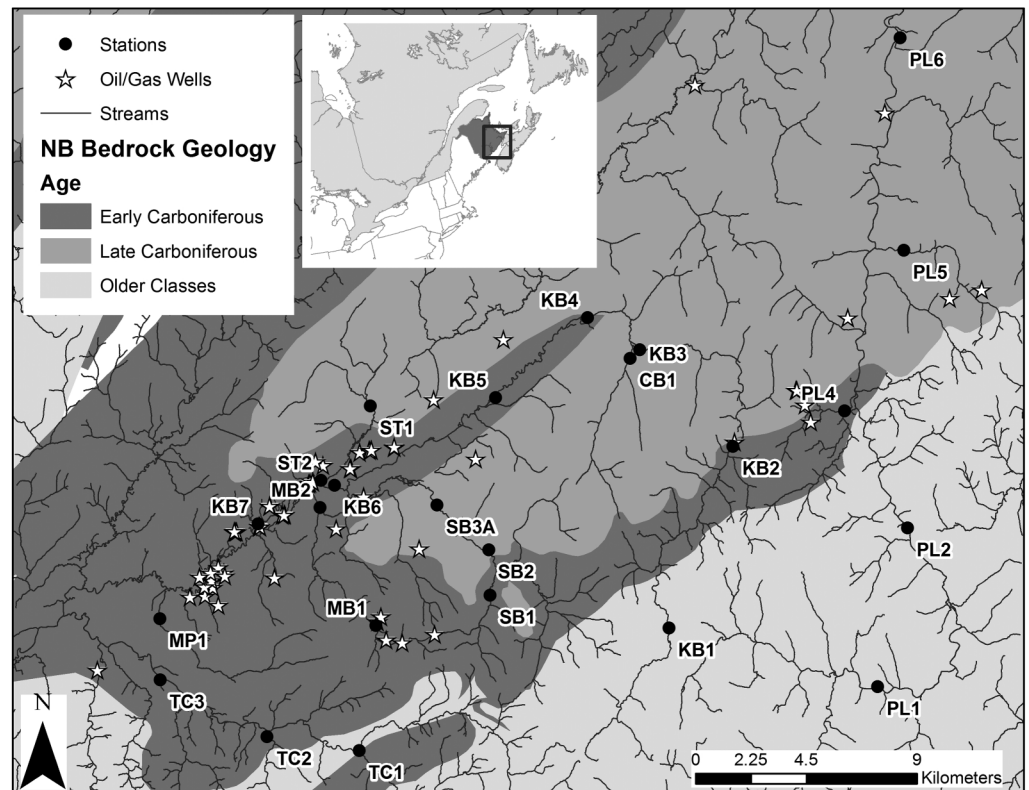 Stations
Oil/Gas Wells
Streams
NB Bedrock Geology
Age
Early Carboniferous
Late Carboniferous
Older Classes
PL6
PL5
KB4
KB3
CB1
KB5
PL4
ST1
KB2
ST2
MB2
KB7
KB6
SB3A
PL2
SB2
MB1
SB1
MP1
KB1
TC3
PL1
TC2
TC1
N
0 2.25 4.5 9
Kilometers